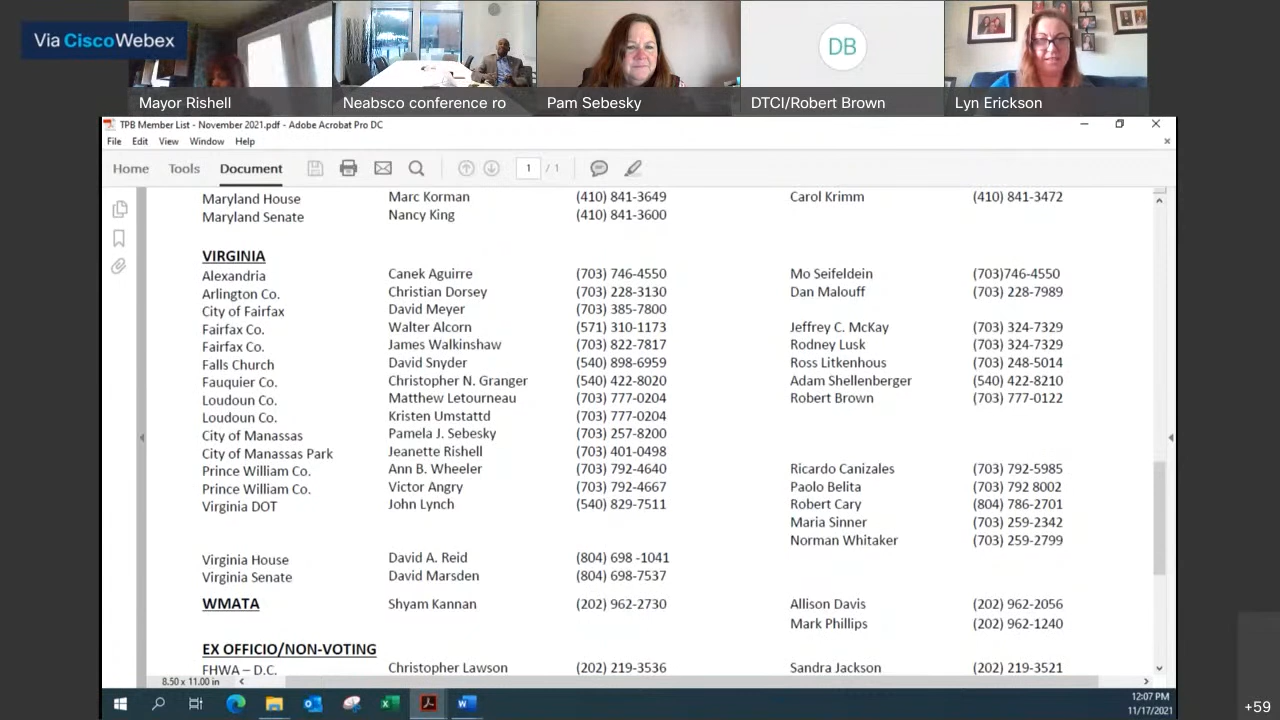 Via Cisco Webex
Mayor Rishell
Neabsco conference ro
Pam Sebesky
DB
DTCI/Robert Brown
Lyn Erickson
TPB Member List - November 2021.pdf - Adobe Acrobat Pro DC
File Edit View Window Help
Home Tools Document 1 / 1
Maryland House Marc Korman (410) 841-3649 Carol Krimm (410) 841-3472
Maryland Senate Nancy King (410) 841-3600
VIRGINIA
Alexandria Canek Aguirre (703) 746-4550 Mo Seifeldein (703)746-4550
Arlington Co. Christian Dorsey (703) 228-3130 Dan Malouff (703) 228-7989
City of Fairfax David Meyer (703) 385-7800
Fairfax Co. Walter Alcorn (571) 310-1173 Jeffrey C. McKay (703) 324-7329
Fairfax Co. James Walkinshaw (703) 822-7817 Rodney Lusk (703) 324-7329
Falls Church David Snyder (540) 898-6959 Ross Litkenhous (703) 248-5014
Fauquier Co. Christopher N. Granger (540) 422-8020 Adam Shellenberger (540) 422-8210
Loudoun Co. Matthew Letourneau (703) 777-0204 Robert Brown (703) 777-0122
Loudoun Co. Kristen Umstattd (703) 777-0204
City of Manassas Pamela J. Sebesky (703) 257-8200
City of Manassas Park Jeanette Rishell (703) 401-0498
Prince William Co. Ann B. Wheeler (703) 792-4640 Ricardo Canizales (703) 792-5985
Prince William Co. Victor Angry (703) 792-4667 Paolo Belita (703) 792 8002
Virginia DOT John Lynch (540) 829-7511 Robert Cary (804) 786-2701
Maria Sinner (703) 259-2342
Norman Whitaker (703) 259-2799
Virginia House David A. Reid (804) 698 -1041
Virginia Senate David Marsden (804) 698-7537
WMATA Shyam Kannan (202) 962-2730 Allison Davis (202) 962-2056
Mark Phillips (202) 962-1240
EX OFFICIO/NON-VOTING
FHWA – D.C. Christopher Lawson (202) 219-3536 Sandra Jackson (202) 219-3521
8.50 x 11.00 in
12:07 PM
11/17/2021
+59